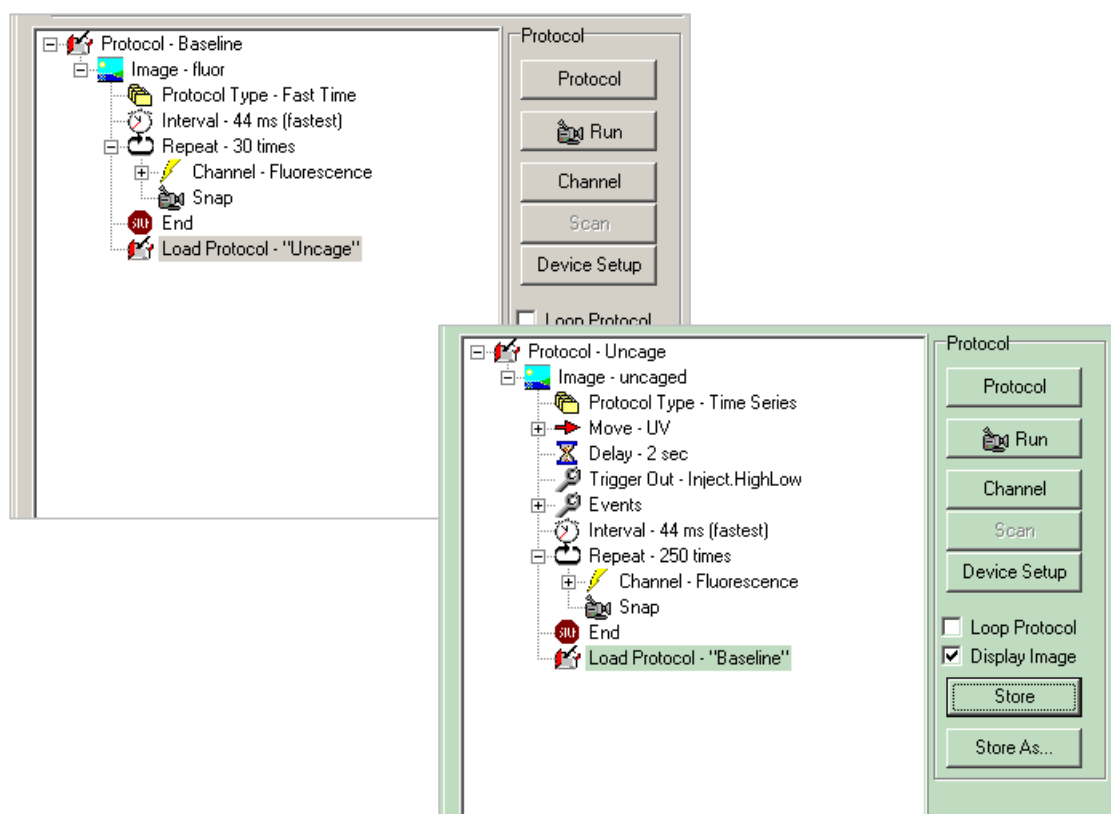 Protocol - Baseline
Image - fluor
Protocol Type - Fast Time
Interval - 44 ms (fastest)
Repeat - 30 times
Channel - Fluorescence
Snap
STOP
End
Load Protocol - "Uncage"
Protocol
Protocol
Run
Channel
Scan
Device Setup
Loop Protocol
Protocol - Uncage
Image - uncaged
Protocol Type - Time Series
Move - UV
Delay - 2 sec
Trigger Out - Inject.HighLow
Events
Interval - 44 ms (fastest)
Repeat - 250 times
Channel - Fluorescence
Snap
STOP
End
Load Protocol - "Baseline"
Protocol
Protocol
Run
Channel
Scan
Device Setup
Loop Protocol
Display Image
Store
Store As...